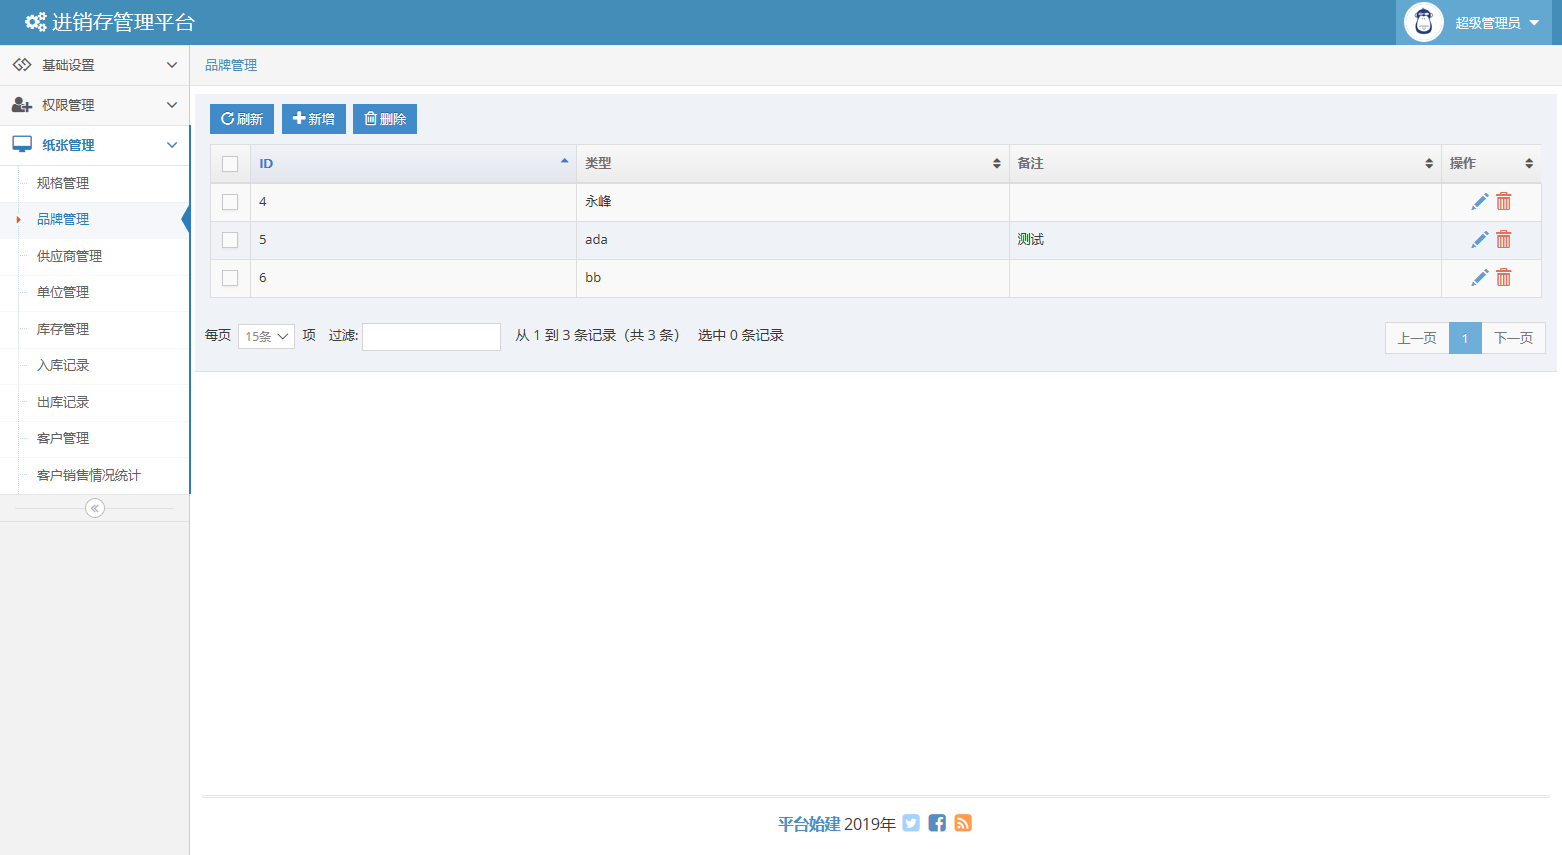 进销存管理平台
超级管理员
基础设置
权限管理
纸张管理
规格管理
品牌管理
供应商管理
单位管理
库存管理
入库记录
出库记录
客户管理
客户销售情况统计
品牌管理
刷新 新增 删除
ID 类型 备注 操作
4 永峰
5 ada 测试
6 bb
每页 15条 项 过滤: 从 1 到 3 条记录（共 3 条） 选中 0 条记录
上一页 1 下一页
平台始建 2019年